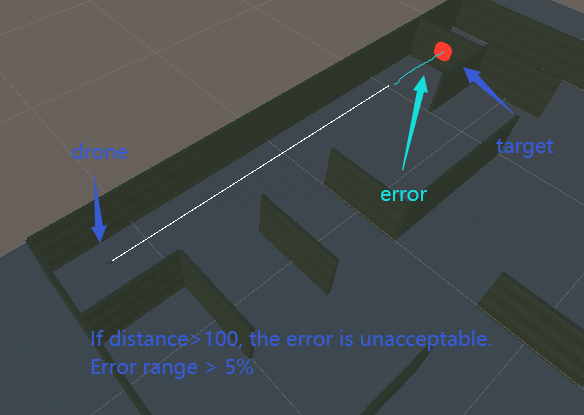 drone
target
error
If distance>100, the error is unacceptable.
Error range > 5%